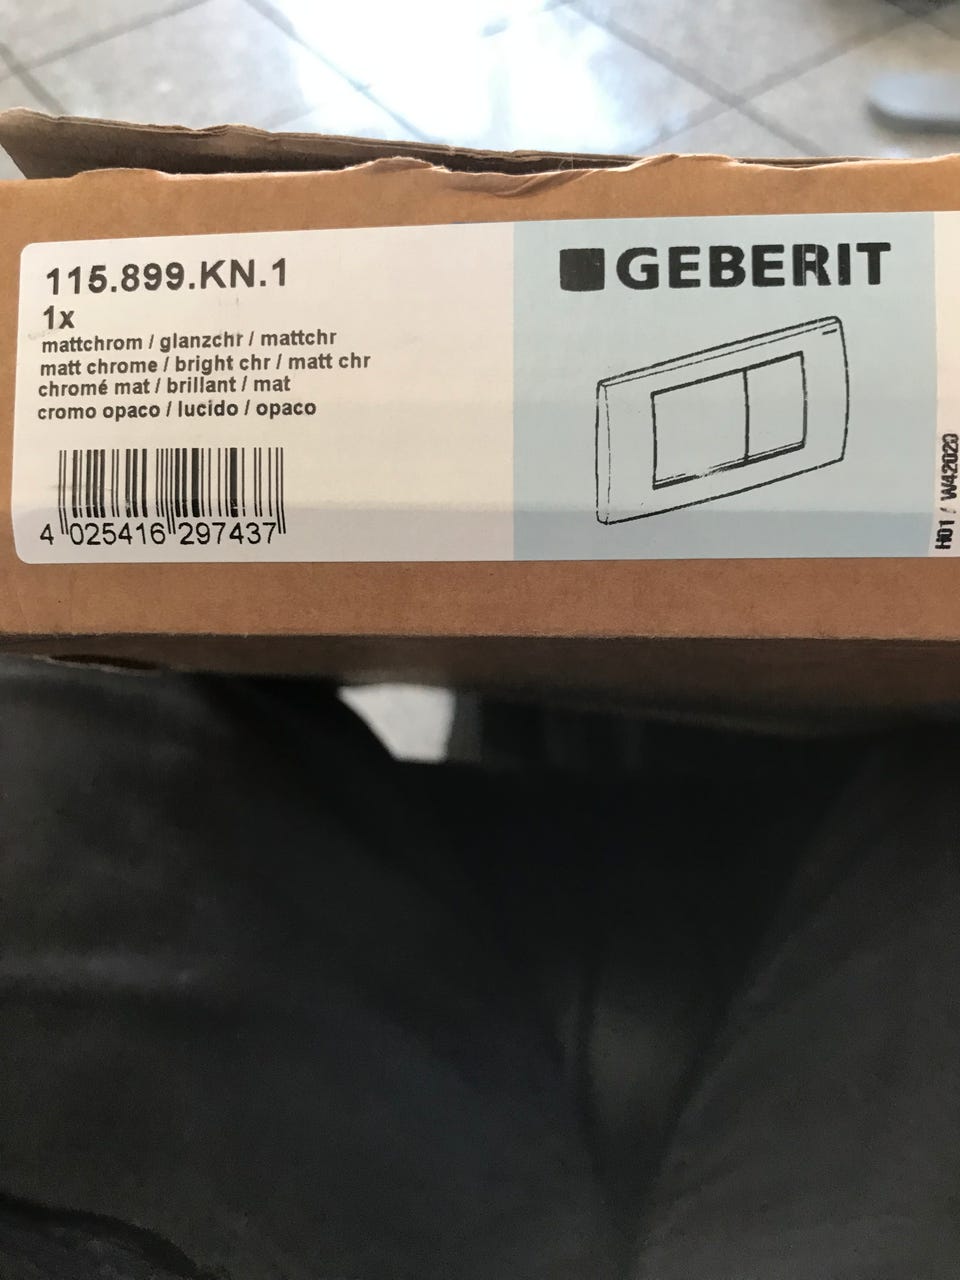 115.899.KN.1
1x
mattchrom / glanzchr / mattchr
matt chrome / bright chr / matt chr
chromé mat / brillant / mat
cromo opaco / lucido / opaco
4 025416 297437
GEBERIT
H01 / W42020